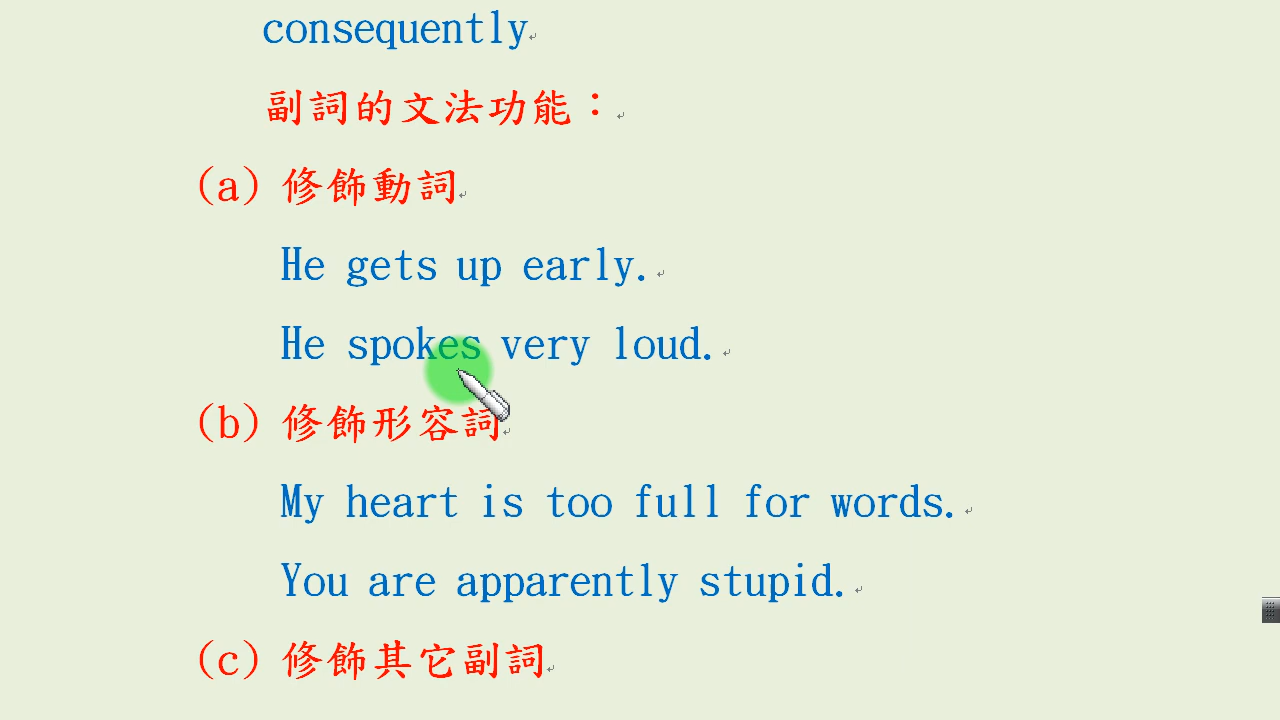 consequently
副詞的文法功能：
(a) 修飾動詞
He gets up early.
He spokes very loud.
(b) 修飾形容詞
My heart is too full for words.
You are apparently stupid.
(c) 修飾其它副詞